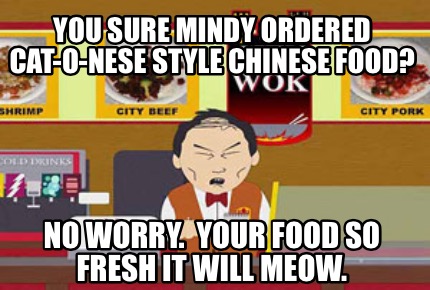 YOU SURE MINDY ORDERED
CAT-O-NESE STYLE CHINESE FOOD?
WOK
SHRIMP
CITY BEEF
CITY PORK
COLD DRINKS
NO WORRY. YOUR FOOD SO
FRESH IT WILL MEOW.